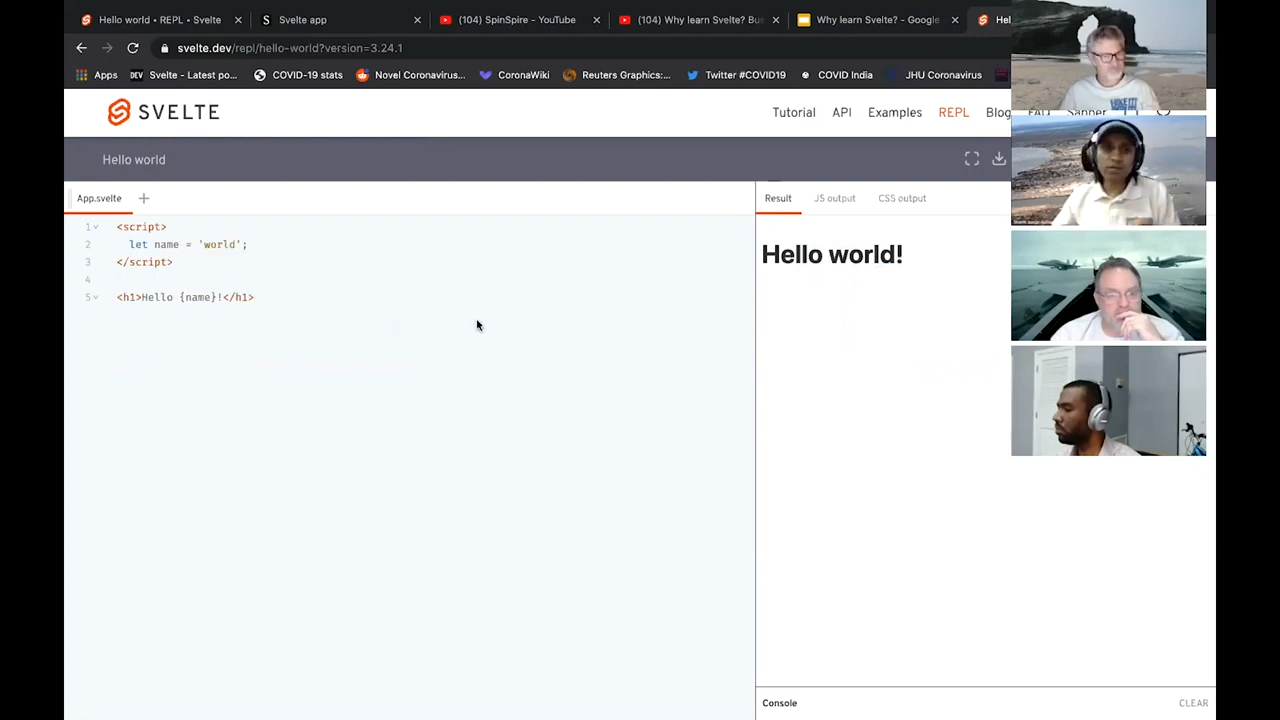 Hello world • REPL • Svelte
Svelte app
(104) SpinSpire - YouTube
(104) Why learn Svelte? Bu
Why learn Svelte? - Google
Hel
svelte.dev/repl/hello-world?version=3.24.1
Apps
DEV
Svelte - Latest po...
COVID-19 stats
Novel Coronavirus...
CoronaWiki
Reuters Graphics:...
Twitter #COVID19
COVID India
JHU Coronavirus
SVELTE
Tutorial
API
Examples
REPL
Blog
FAQ
Sapper
Hello world
App.svelte
Result
JS output
CSS output
1 <script>
2 let name = 'world';
3 </script>
4
5 <h1>Hello {name}!</h1>
Hello world!
Console
CLEAR